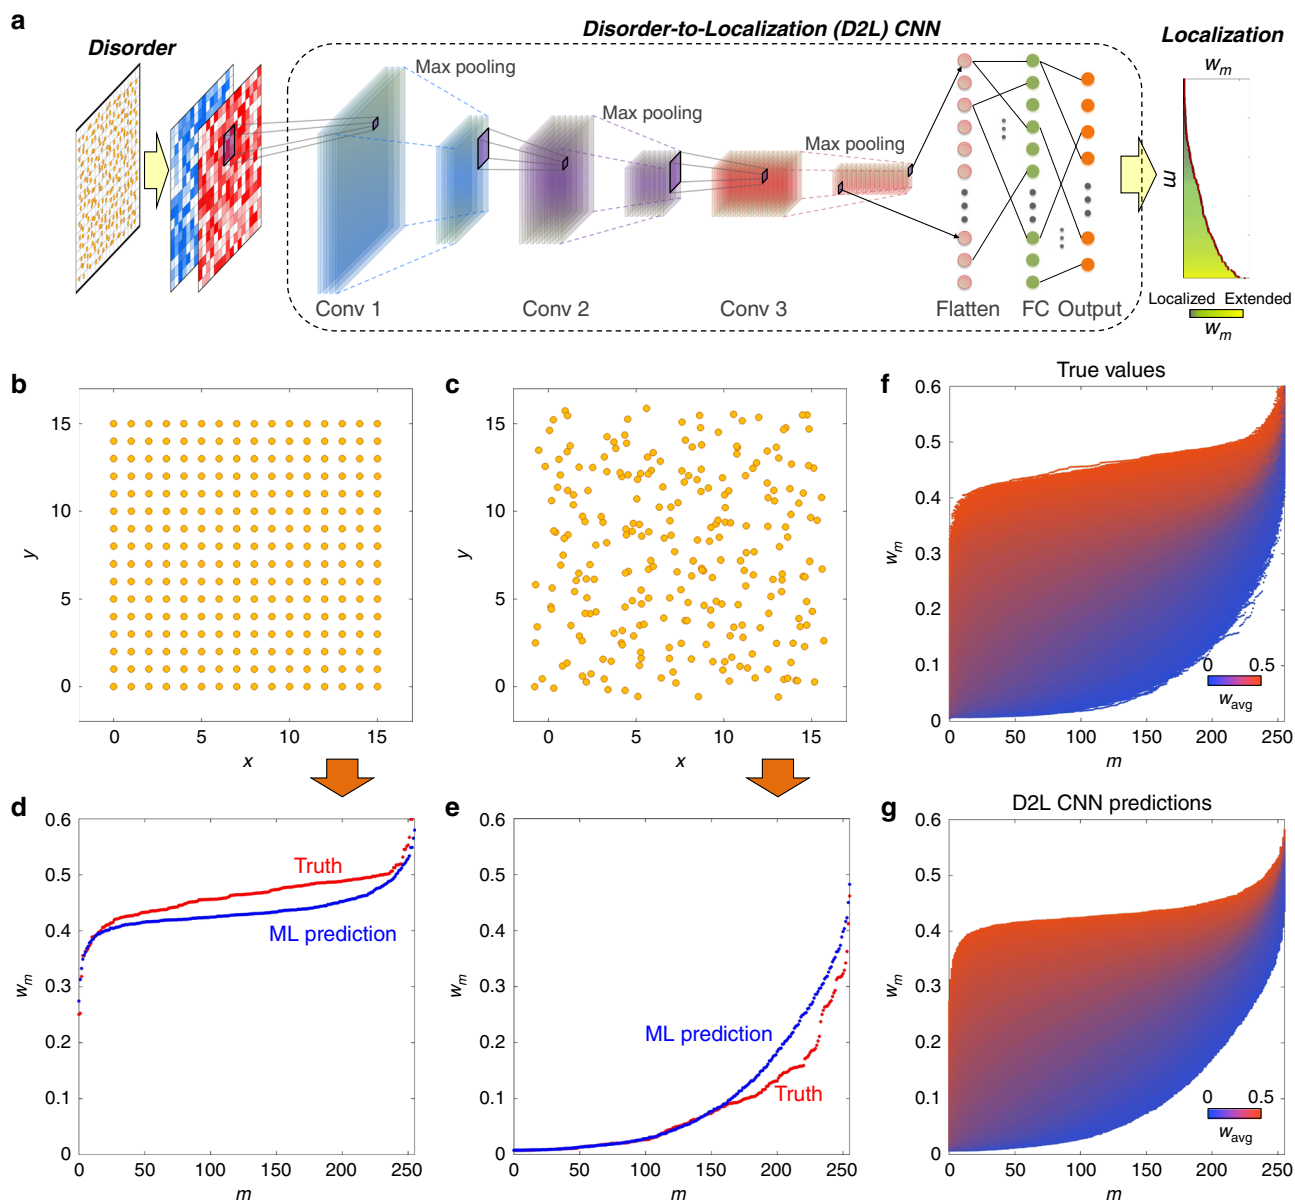 a
Disorder-to-Localization (D2L) CNN
Disorder
Localization
w_m
Max pooling
Max pooling
Max pooling
m
Conv 1
Conv 2
Conv 3
Flatten
FC
Output
Localized Extended
w_m
b
15
10
5
0
y
0 5 10 15
x
c
15
10
5
0
y
0 5 10 15
x
f
True values
0.6
0.5
0.4
0.3
0.2
0.1
0
w_m
0 0.5
w_avg
0 50 100 150 200 250
m
d
0.6
0.5
0.4
0.3
0.2
0.1
0
w_m
Truth
ML prediction
0 50 100 150 200 250
m
e
0.6
0.5
0.4
0.3
0.2
0.1
0
w_m
ML prediction
Truth
0 50 100 150 200 250
m
g
D2L CNN predictions
0.6
0.5
0.4
0.3
0.2
0.1
0
w_m
0 0.5
w_avg
0 50 100 150 200 250
m